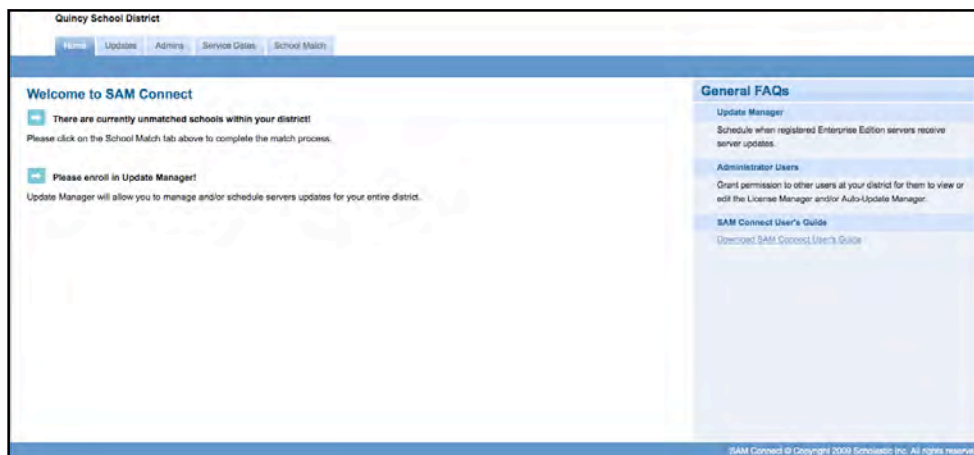 Quincy School District
Home Updates Admins Service Dates School Match
Welcome to SAM Connect
There are currently unmatched schools within your district!
Please click on the School Match tab above to complete the match process.
Please enroll in Update Manager!
Update Manager will allow you to manage and/or schedule servers updates for your entire district.
General FAQs
Update Manager
Schedule when registered Enterprise Edition servers receive
server updates.
Administrator Users
Grant permission to other users at your district for them to view or
edit the License Manager and/or Auto-Update Manager.
SAM Connect User's Guide
Download SAM Connect User's Guide
SAM Connect © Copyright 2009 Scholastic Inc. All rights reserve